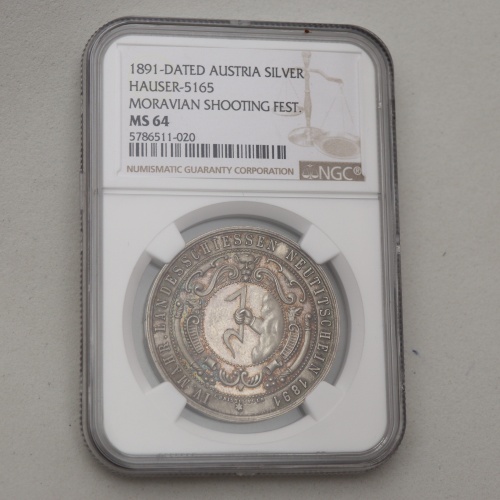 1891-DATED AUSTRIA SILVER
HAUSER-5165
MORAVIAN SHOOTING FEST.
MS 64
5786511-020
NUMISMATIC GUARANTY CORPORATION
NGC®
IV. MÄHR. LANDESSCHIESSEN NEUTITSCHEIN 1891